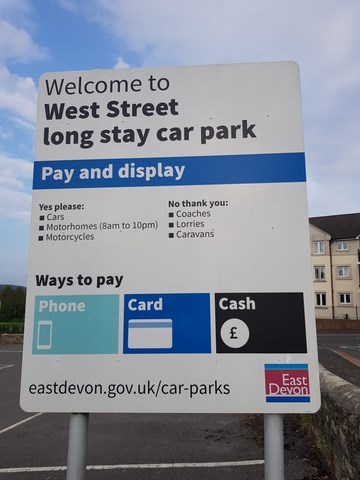 Welcome to
West Street
long stay car park
Pay and display
Yes please:
■ Cars
■ Motorhomes (8am to 10pm)
■ Motorcycles
No thank you:
■ Coaches
■ Lorries
■ Caravans
Ways to pay
Phone
Card
Cash
£
eastdevon.gov.uk/car-parks
East
Devon